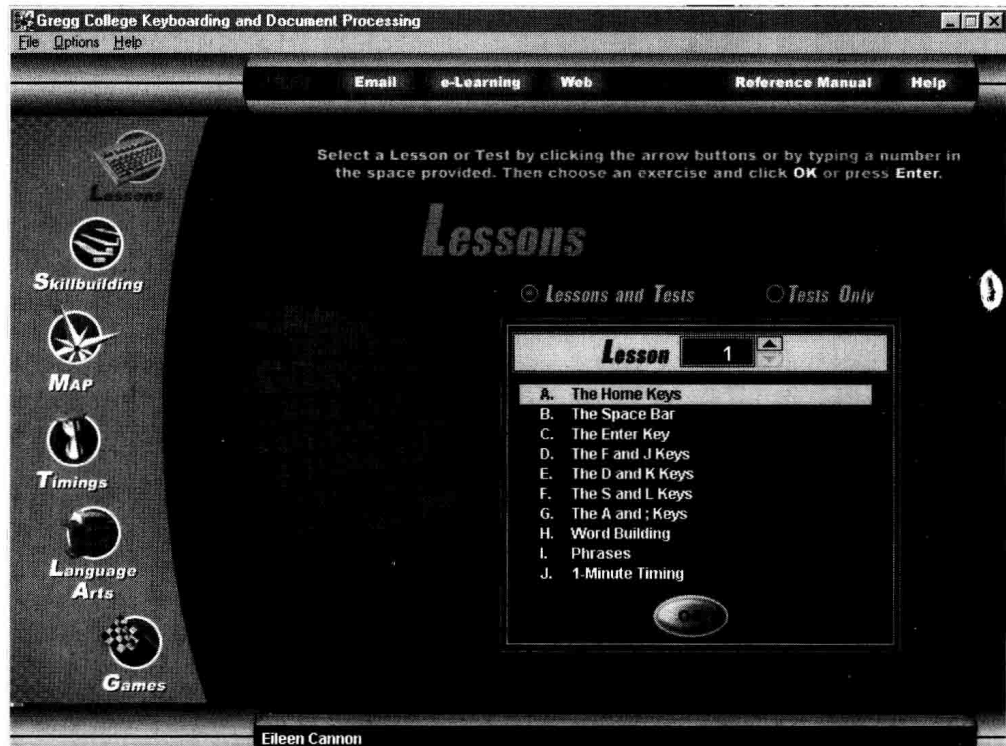 Gregg College Keyboarding and Document Processing
File Options Help
Email e-Learning Web Reference Manual Help
Select a Lesson or Test by clicking the arrow buttons or by typing a number in
the space provided. Then choose an exercise and click OK or press Enter.
Lessons
Skillbuilding
MAP
Timings
Language
Arts
Games
Lessons
Lessons and Tests Tests Only
Lesson 1
A. The Home Keys
B. The Space Bar
C. The Enter Key
D. The F and J Keys
E. The D and K Keys
F. The S and L Keys
G. The A and ; Keys
H. Word Building
I. Phrases
J. 1-Minute Timing
OK
Eileen Cannon